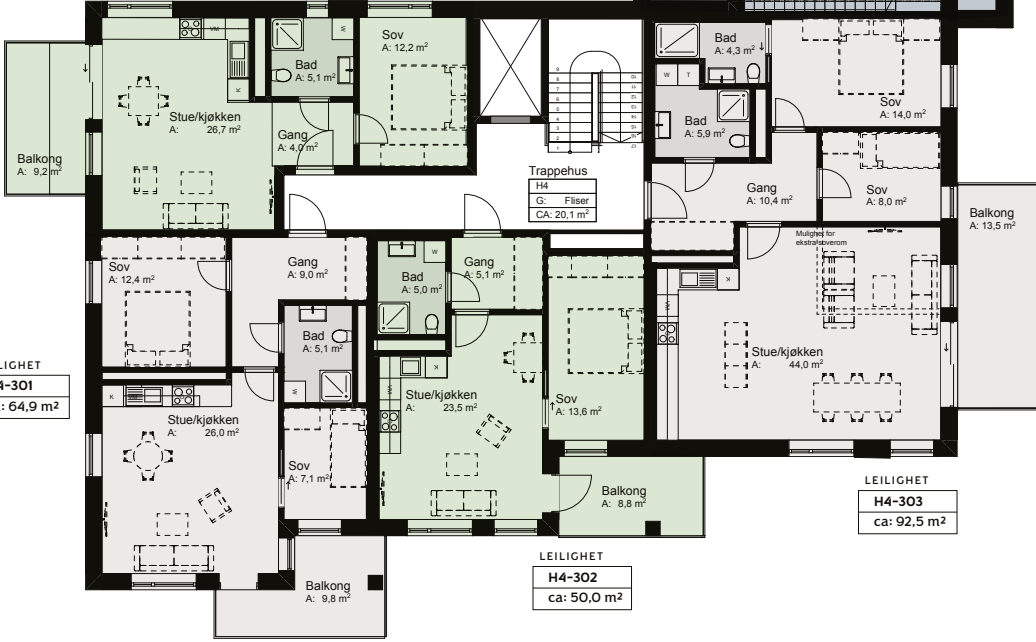 Stue/kjøkken
A: 26,7 m²
VM
K
Bad
A: 5,1 m²
W
Sov
A: 12,2 m²
Gang
A: 4,0 m²
Balkong
A: 9,2 m²
Trappehus
H4
G: Fliser
CA: 20,1 m²
Bad
A: 4,3 m²
W T
Bad
A: 5,9 m²
Sov
A: 14,0 m²
Gang
A: 10,4 m²
Sov
A: 8,0 m²
Balkong
A: 13,5 m²
Mulighet for
ekstra soverom
K
VM
Stue/kjøkken
A: 44,0 m²
Sov
A: 12,4 m²
Gang
A: 9,0 m²
Bad
A: 5,1 m²
W
Bad
A: 5,0 m²
W
Gang
A: 5,1 m²
Stue/kjøkken
A: 23,5 m²
K
VM
Sov
A: 13,6 m²
K
VM
Stue/kjøkken
A: 26,0 m²
Sov
A: 7,1 m²
Balkong
A: 8,8 m²
Balkong
A: 9,8 m²
LIGHET
4-301
: 64,9 m²
LEILIGHET
H4-302
ca: 50,0 m²
LEILIGHET
H4-303
ca: 92,5 m²